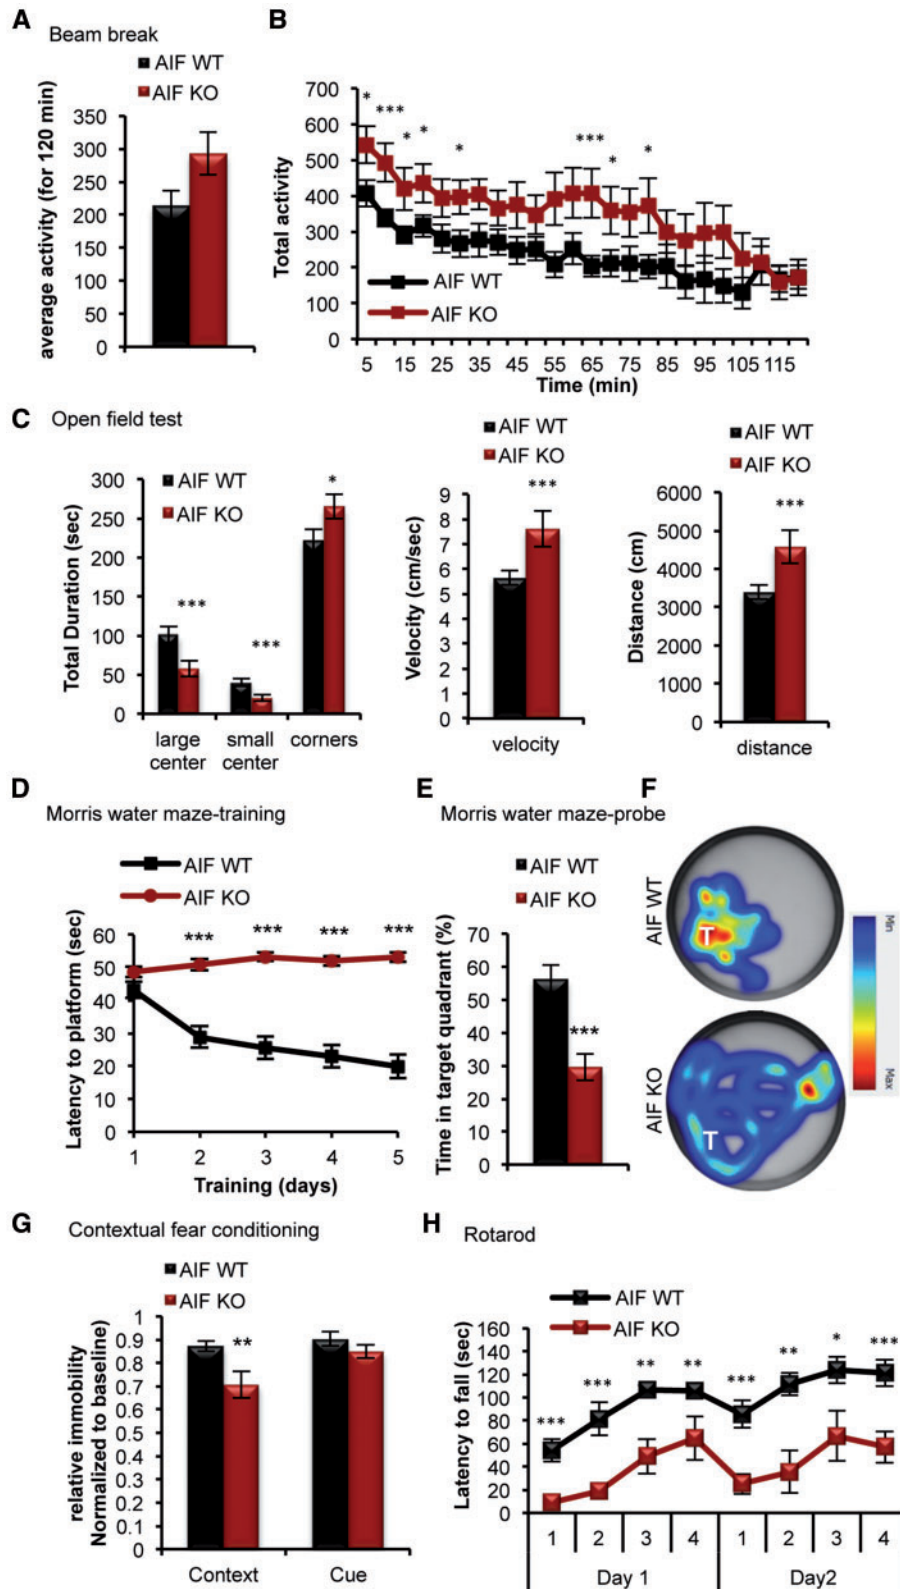 A
Beam break
AIF WT
AIF KO
average activity (for 120 min)
350
300
250
200
150
100
50
0
B
Total activity
700
600
500
400
300
200
100
0
* *** * * * *** * *
AIF WT
AIF KO
5 15 25 35 45 55 65 75 85 95 105 115
Time (min)
C
Open field test
AIF WT
AIF KO
Total Duration (sec)
300
250
200
150
100
50
0
*** *** *
large center
small center
corners
AIF WT
AIF KO
Velocity (cm/sec)
9
8
7
6
5
4
3
2
1
0
***
velocity
AIF WT
AIF KO
Distance (cm)
6000
5000
4000
3000
2000
1000
0
***
distance
D
Morris water maze-training
AIF WT
AIF KO
Latency to platform (sec)
60
50
40
30
20
10
0
*** *** *** ***
1 2 3 4 5
Training (days)
E
Morris water maze-probe
AIF WT
AIF KO
Time in target quadrant (%)
70
60
50
40
30
20
10
0
***
F
AIF WT
T
AIF KO
T
Min
Max
G
Contextual fear conditioning
AIF WT
AIF KO
relative immobility
Normalized to baseline)
1
0.9
0.8
0.7
0.6
0.5
0.4
0.3
0.2
0.1
0
**
Context
Cue
H
Rotarod
AIF WT
AIF KO
Latency to fall (sec)
160
140
120
100
80
60
40
20
0
*** *** ** ** *** ** * ***
1 2 3 4 1 2 3 4
Day 1
Day2